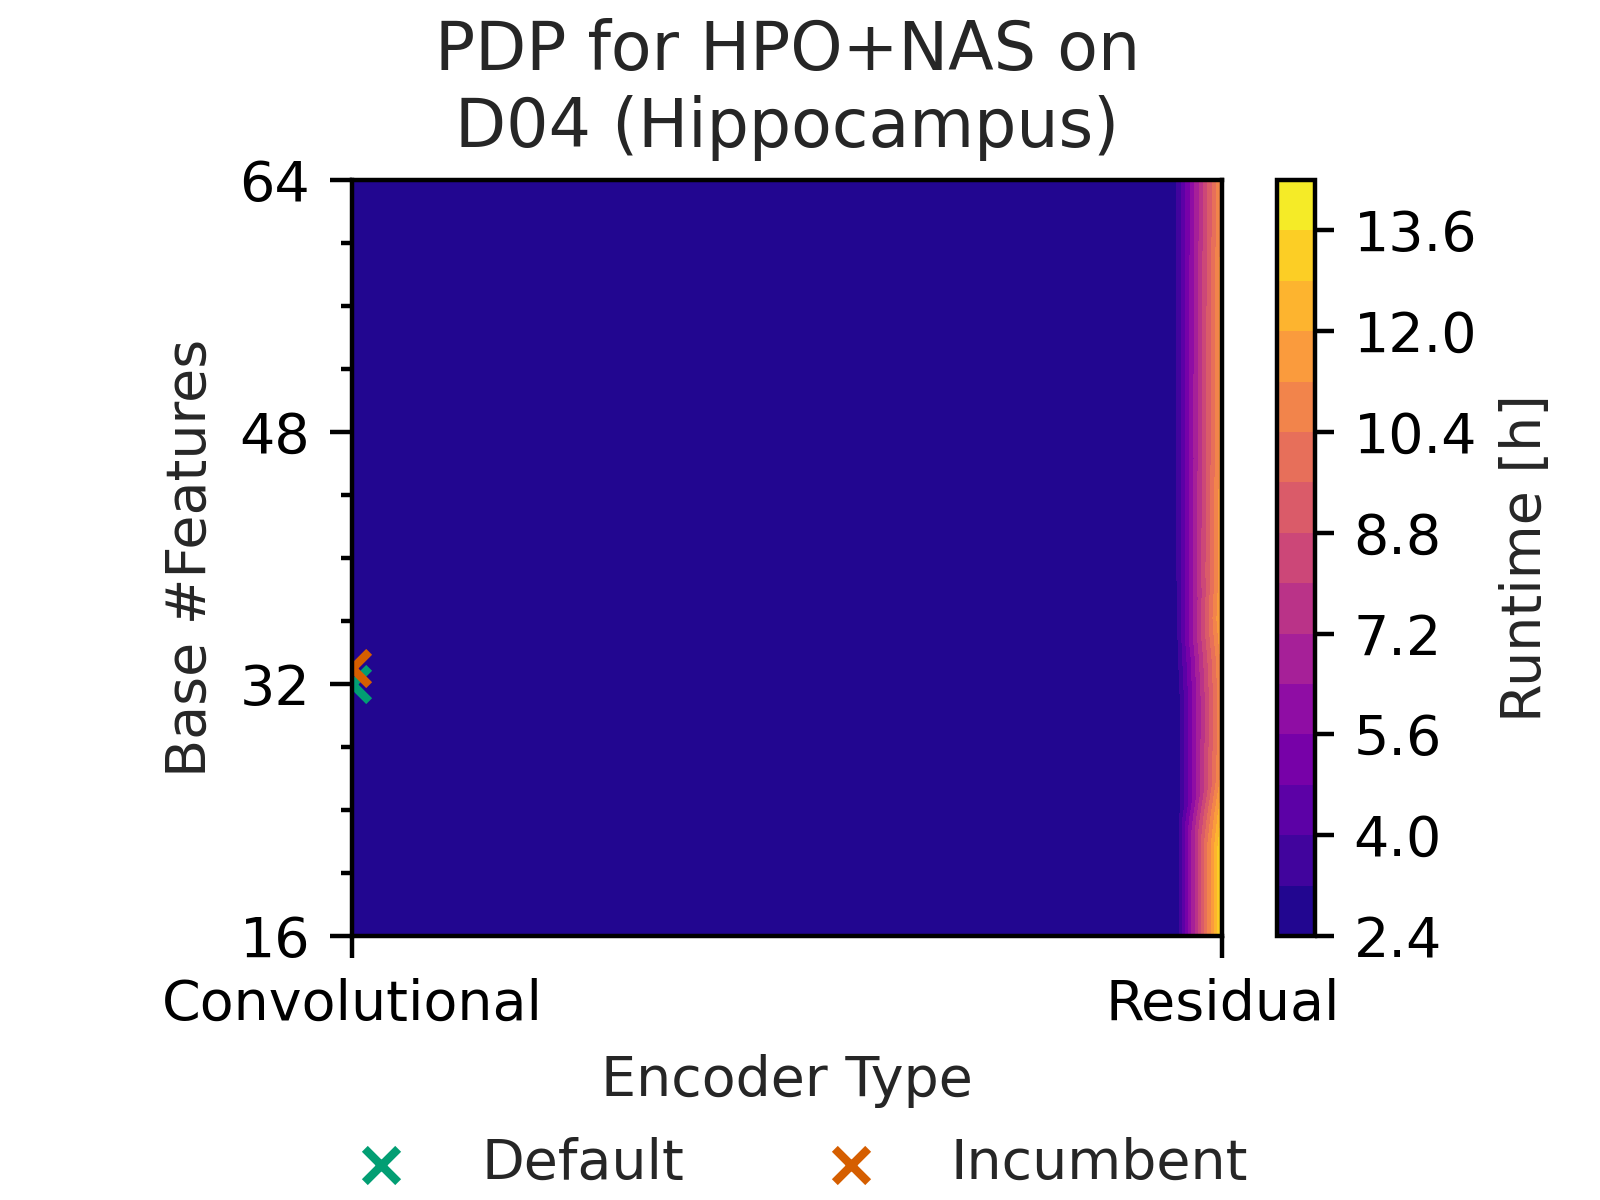 PDP for HPO+NAS on
D04 (Hippocampus)
Base #Features
64
48
32
16
Convolutional
Residual
Encoder Type
13.6
12.0
10.4
8.8
7.2
5.6
4.0
2.4
Runtime [h]
Default
Incumbent